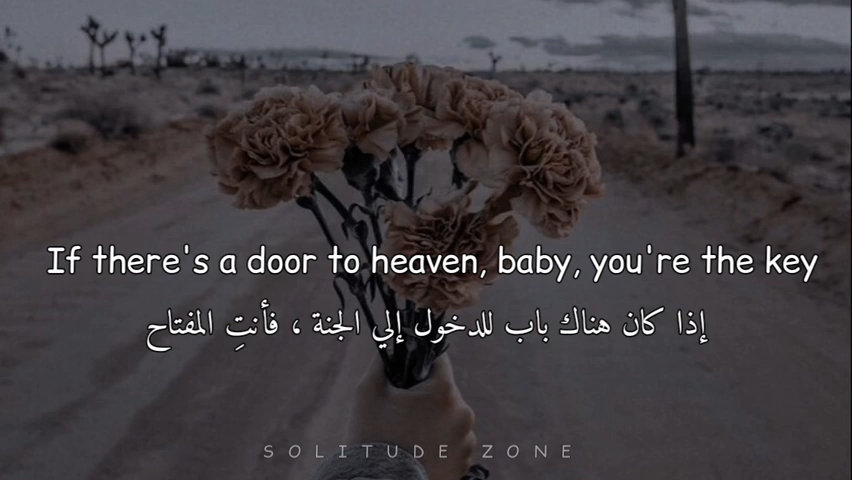 If there's a door to heaven, baby, you're the key
إذا كان هناك باب للدخول إلي الجنة ، فأنتِ المفتاح
SOLITUDE ZONE